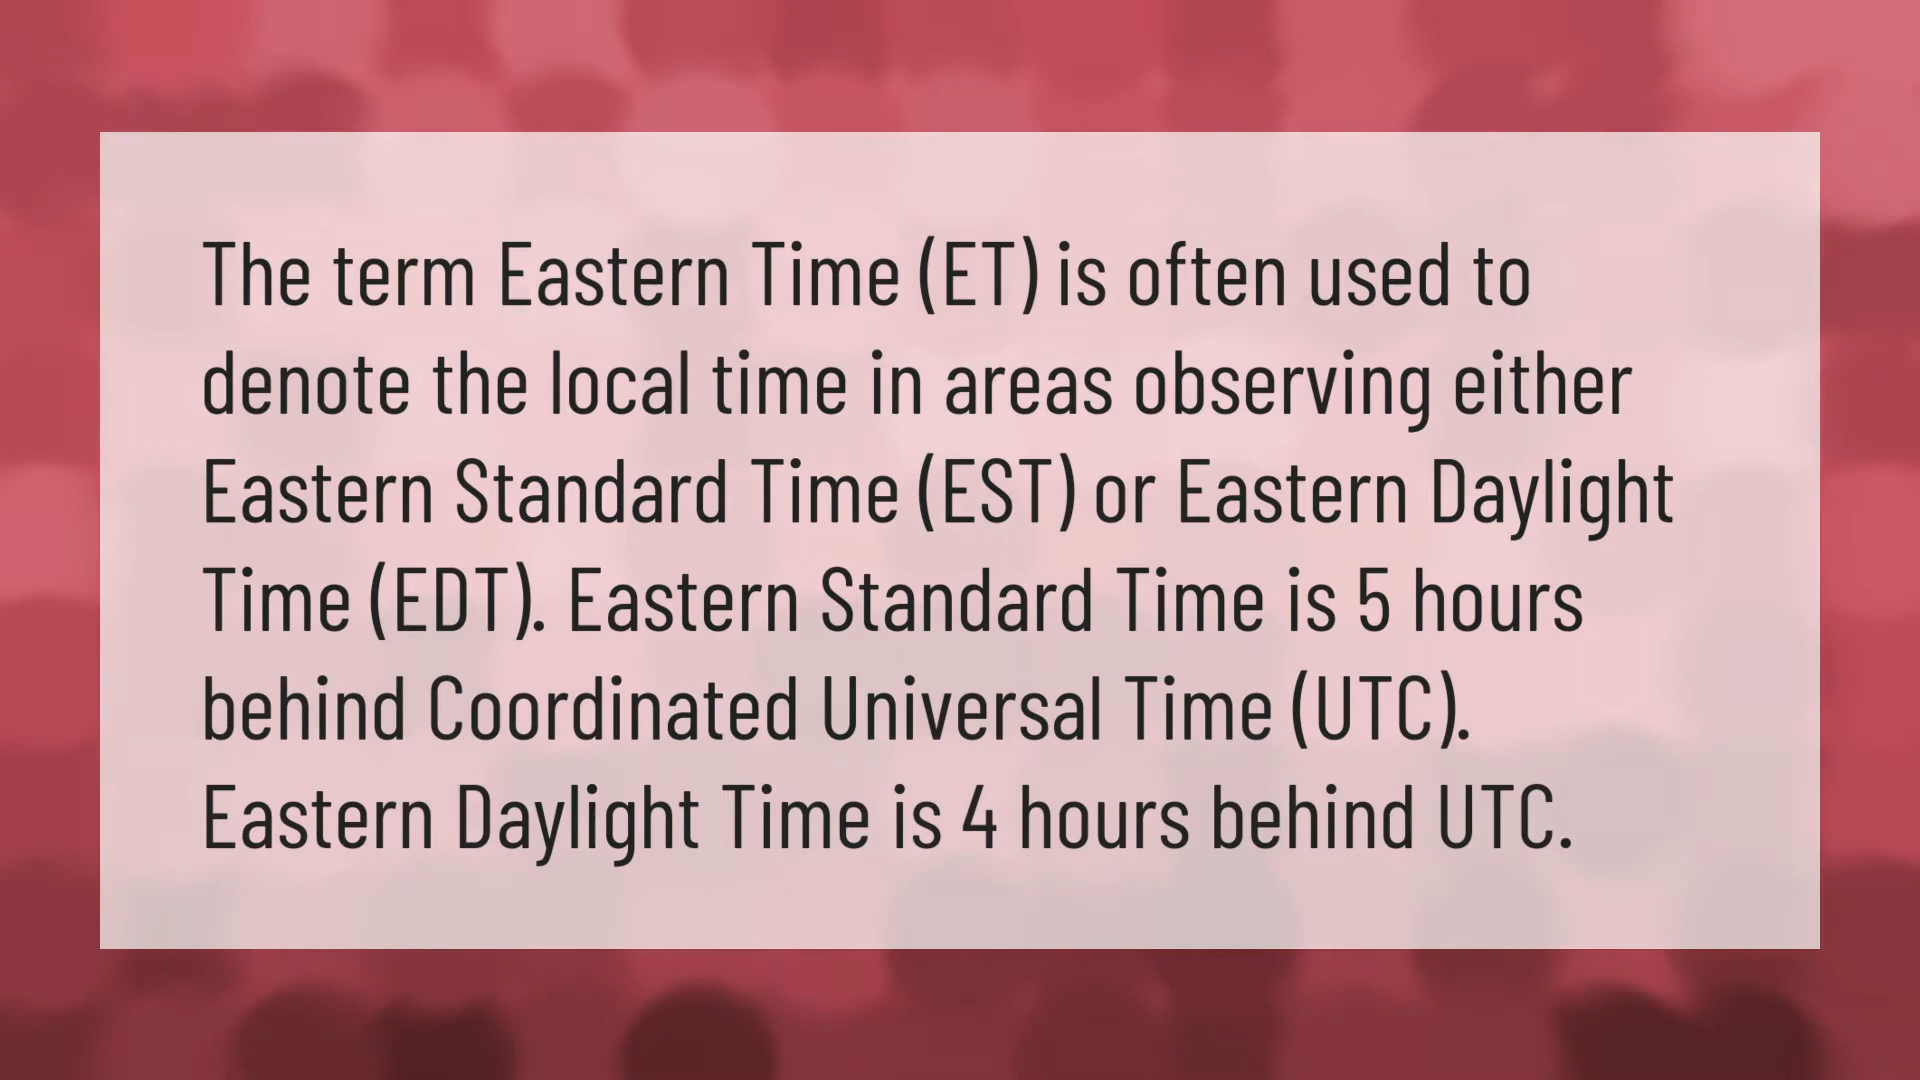 The term Eastern Time (ET) is often used to
denote the local time in areas observing either
Eastern Standard Time (EST) or Eastern Daylight
Time (EDT). Eastern Standard Time is 5 hours
behind Coordinated Universal Time (UTC).
Eastern Daylight Time is 4 hours behind UTC.